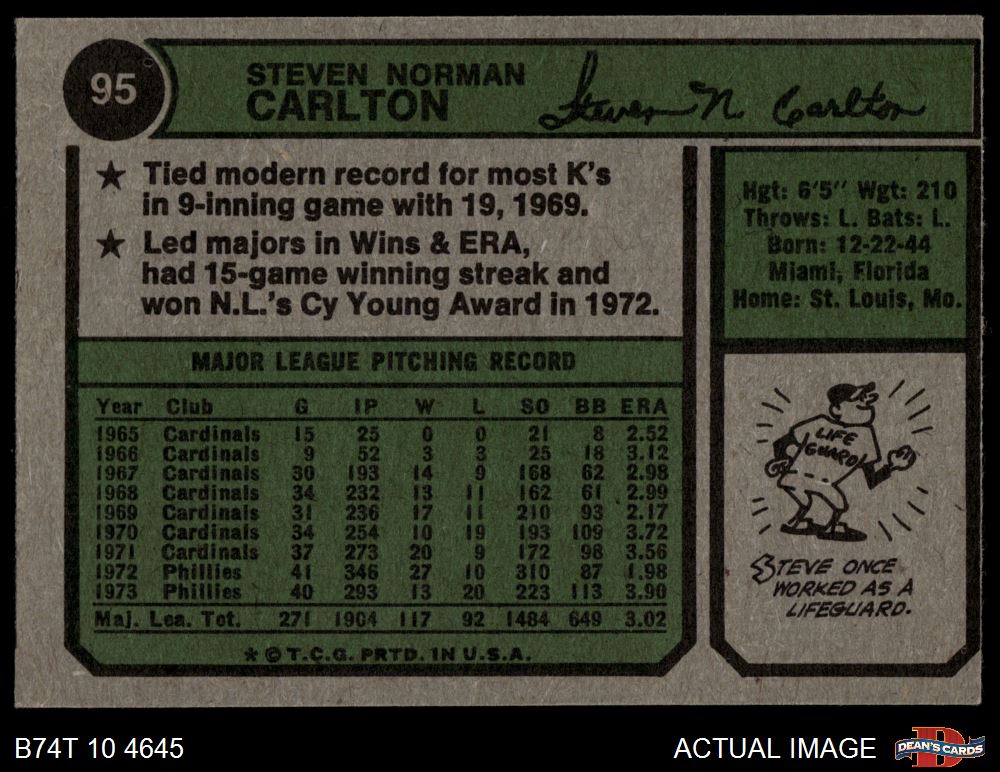 95
STEVEN NORMAN
CARLTON
Steven N. Carlton
★ Tied modern record for most K's
in 9-inning game with 19, 1969.
★ Led majors in Wins & ERA,
had 15-game winning streak and
won N.L.'s Cy Young Award in 1972.
Hgt: 6'5" Wgt: 210
Throws: L. Bats: L.
Born: 12-22-44
Miami, Florida
Home: St. Louis, Mo.
MAJOR LEAGUE PITCHING RECORD
Year Club G IP W L SO BB ERA
1965 Cardinals 15 25 0 0 21 8 2.52
1966 Cardinals 9 52 3 3 25 18 3.12
1967 Cardinals 30 193 14 9 168 62 2.98
1968 Cardinals 34 232 13 11 162 61 2.99
1969 Cardinals 31 236 17 11 210 93 2.17
1970 Cardinals 34 254 10 19 193 109 3.72
1971 Cardinals 37 273 20 9 172 98 3.56
1972 Phillies 41 346 27 10 310 87 1.98
1973 Phillies 40 293 13 20 223 113 3.90
Maj. Lea. Tot. 271 1904 117 92 1484 649 3.02
★ © T.C.G. PRTD. IN U.S.A.
LIFE
GUARD
STEVE ONCE
WORKED AS A
LIFEGUARD.
B74T 10 4645
ACTUAL IMAGE
D
DEAN'S CARDS